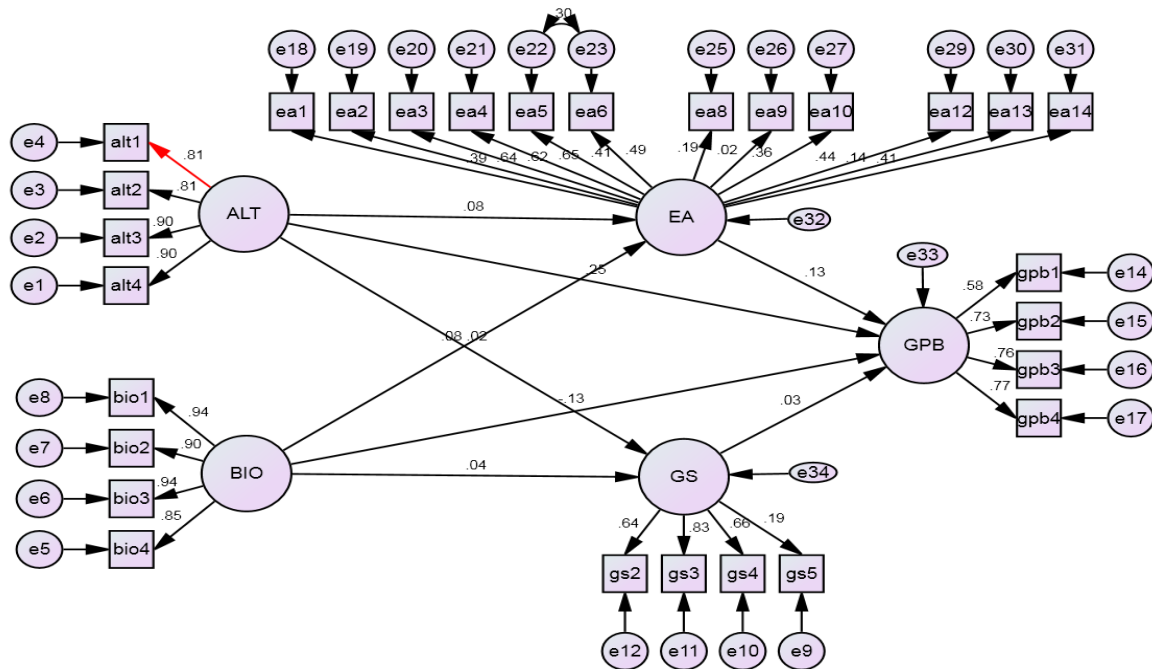 .30
e18 e19 e20 e21 e22 e23 e25 e26 e27 e29 e30 e31
ea1 ea2 ea3 ea4 ea5 ea6 ea8 ea9 ea10 ea12 ea13 ea14
.39 .64 .62 .65 .41 .49 .19 .02 .36 .44 .14 .41
e4 alt1 .81
e3 alt2 .81
e2 alt3 .90
e1 alt4 .90
ALT .08 EA e32
.25 .13
e33
.08 .02
GPB
.58 gpb1 e14
.73 gpb2 e15
.76 gpb3 e16
.77 gpb4 e17
e8 bio1 .94
e7 bio2 .90
e6 bio3 .94
e5 bio4 .85
-.13 .03
BIO .04 GS e34
.64 .83 .66 .19
gs2 gs3 gs4 gs5
e12 e11 e10 e9